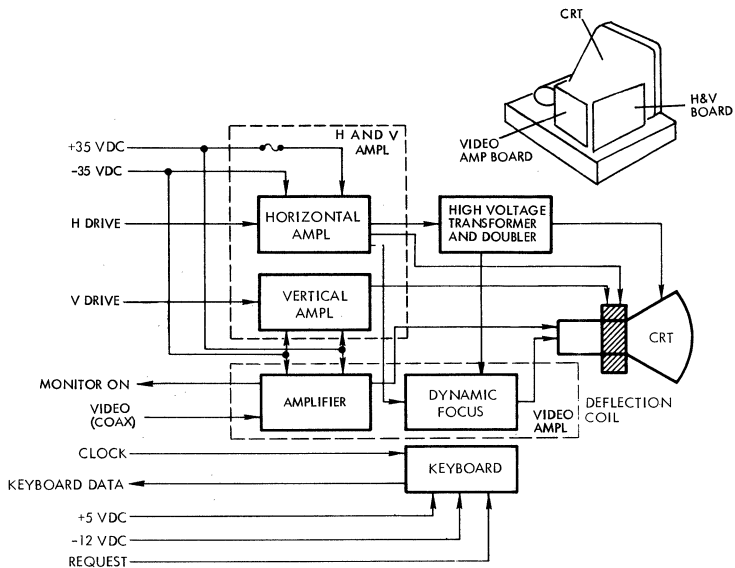 CRT
H&V
BOARD
VIDEO
AMP BOARD
+35 VDC
-35 VDC
H AND V
AMPL
H DRIVE
HORIZONTAL
AMPL
HIGH VOLTAGE
TRANSFORMER
AND DOUBLER
V DRIVE
VERTICAL
AMPL
CRT
MONITOR ON
AMPLIFIER
DYNAMIC
FOCUS
DEFLECTION
COIL
VIDEO
(COAX)
VIDEO
AMPL
CLOCK
KEYBOARD
KEYBOARD DATA
+5 VDC
-12 VDC
REQUEST